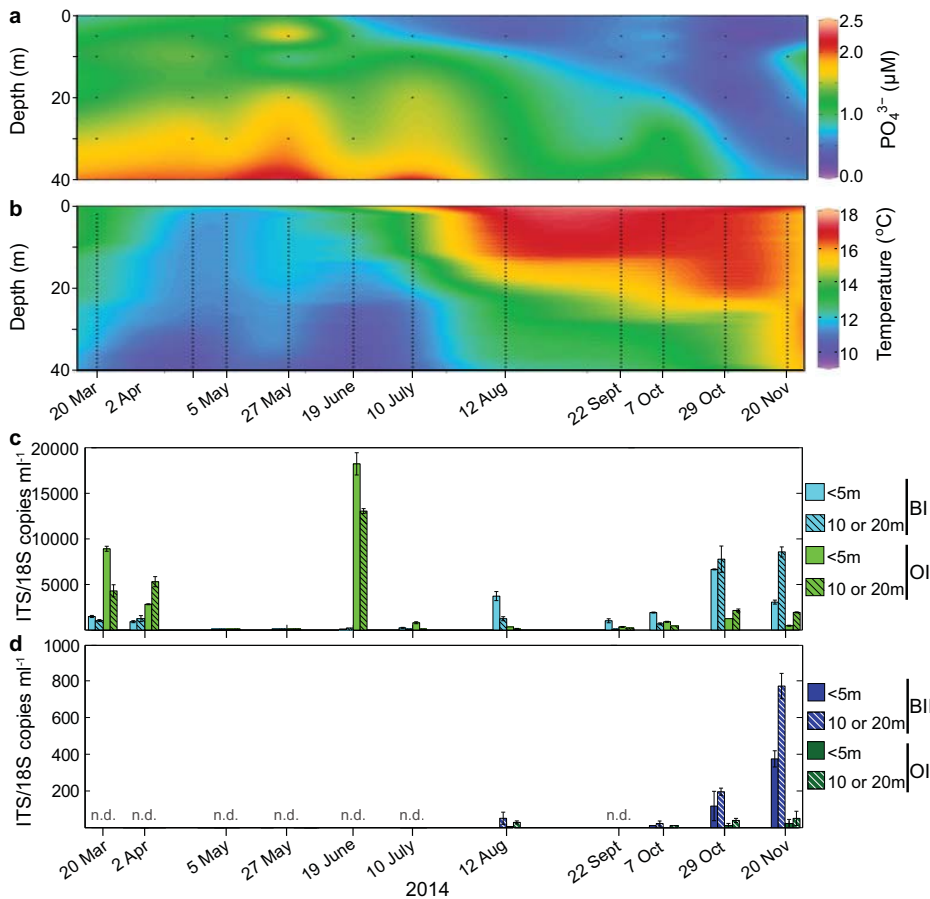 a
0
20
40
Depth (m)
2.5
2.0
1.0
0.0
PO₄³⁻ (µM)
b
0
20
40
Depth (m)
18
16
14
12
10
Temperature (°C)
20 Mar
2 Apr
5 May
27 May
19 June
10 July
12 Aug
22 Sept
7 Oct
29 Oct
20 Nov
c
20000
15000
10000
5000
ITS/18S copies ml⁻¹
<5m
10 or 20m
BI
<5m
10 or 20m
OI
d
1000
800
600
400
200
ITS/18S copies ml⁻¹
n.d. n.d. n.d. n.d. n.d. n.d. n.d.
<5m
10 or 20m
BII
<5m
10 or 20m
OI
20 Mar
2 Apr
5 May
27 May
19 June
10 July
12 Aug
22 Sept
7 Oct
29 Oct
20 Nov
2014